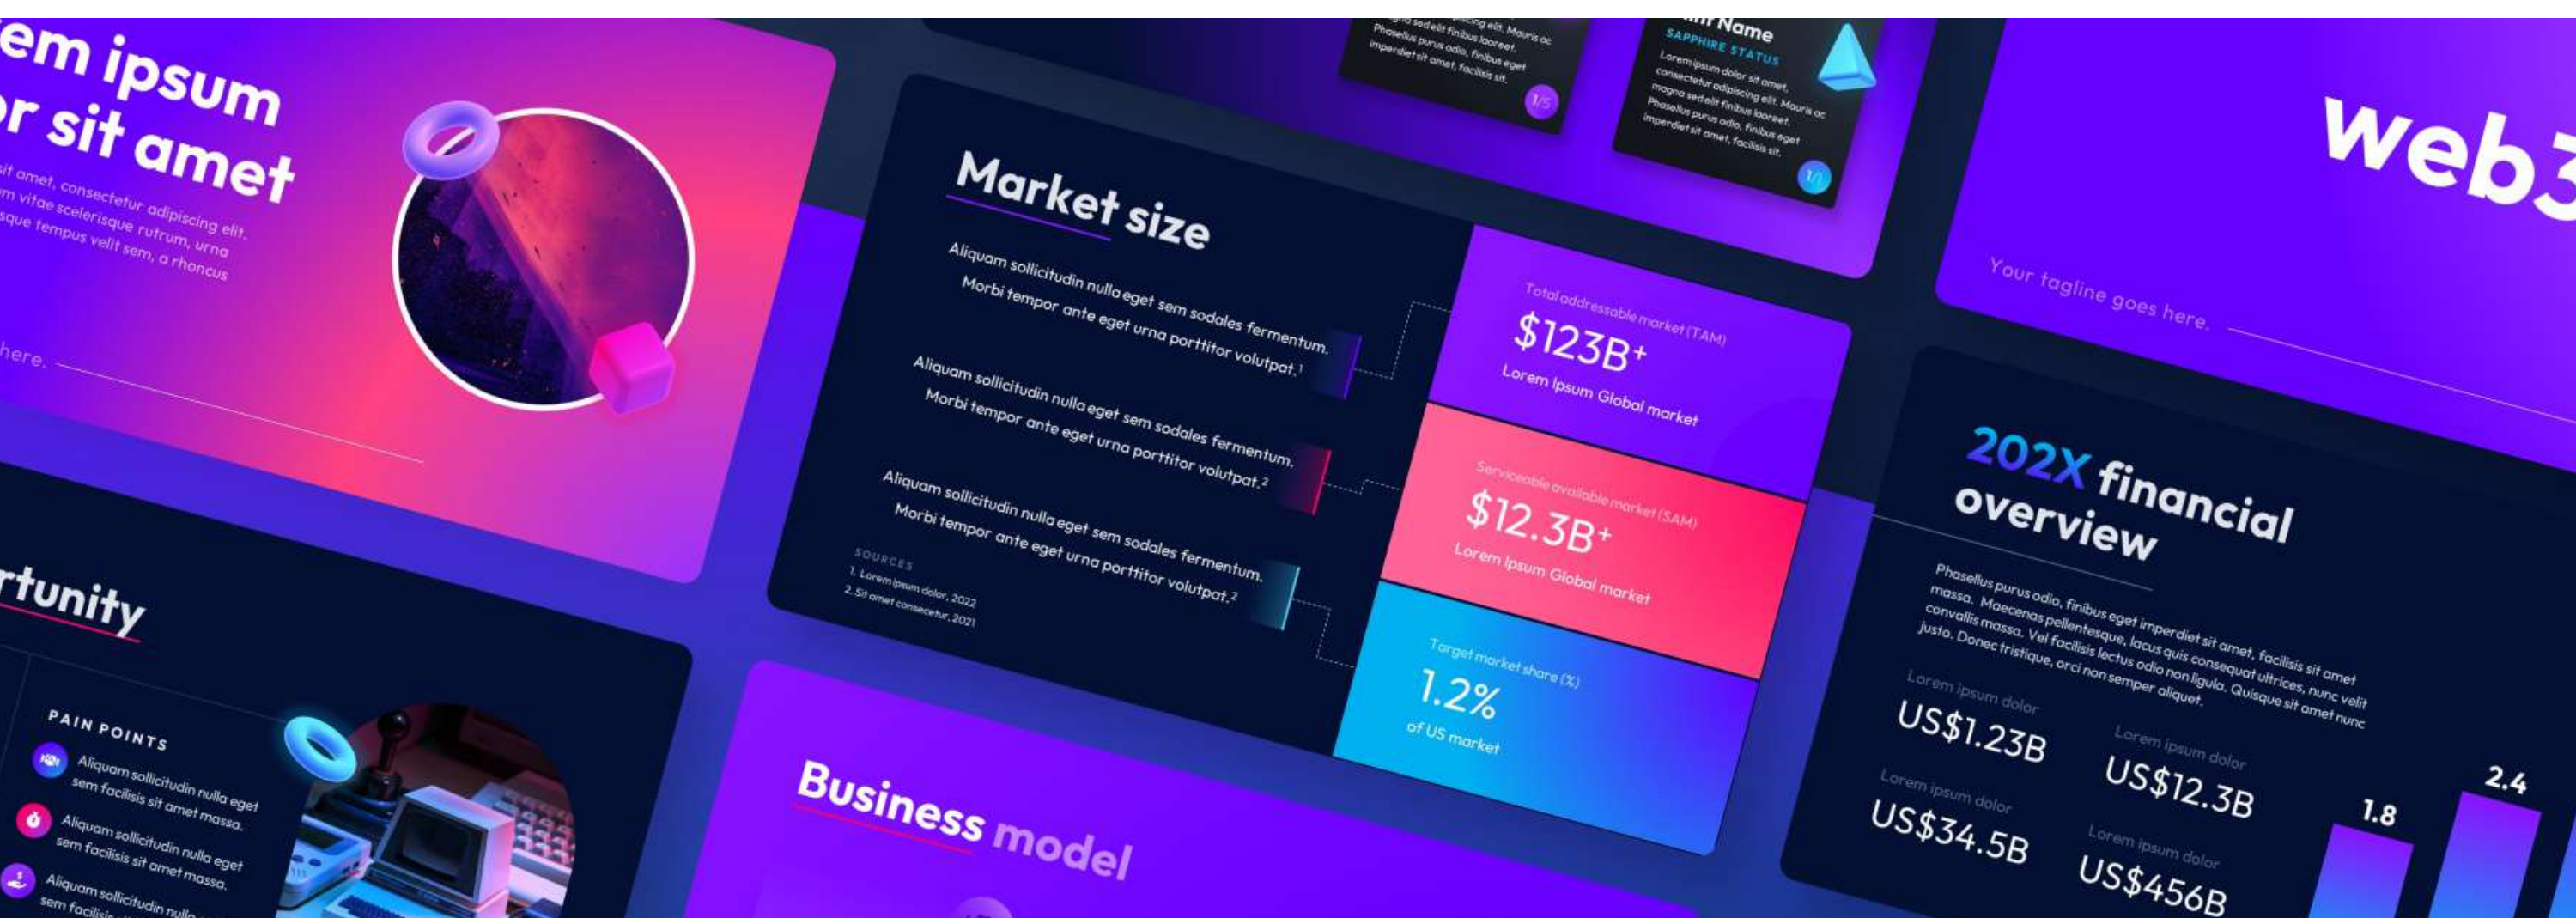 em ipsum
or sit amet
sit amet, consectetur adipiscing elit.
m vitae scelerisque rutrum, urna
sque tempus velit sem, a rhoncus
here.
rtunity
PAIN POINTS
Aliquam sollicitudin nulla eget
sem facilisis sit amet massa.
Aliquam sollicitudin nulla eget
sem facilisis sit amet massa.
Aliquam sollicitudin nulla
sem facilisis
Market size
Aliquam sollicitudin nulla eget sem sodales fermentum.
Morbi tempor ante eget urna porttitor volutpat.¹
Aliquam sollicitudin nulla eget sem sodales fermentum.
Morbi tempor ante eget urna porttitor volutpat.²
Aliquam sollicitudin nulla eget sem sodales fermentum.
Morbi tempor ante eget urna porttitor volutpat.²
SOURCES
1. Lorem ipsum dolor, 2022
2. Sit amet consecetur, 2021
Total addressable market (TAM)
$123B+
Lorem Ipsum Global market
Serviceable available market (SAM)
$12.3B+
Lorem Ipsum Global market
Target market share (%)
1.2%
of US market
Business model
magna sed elit finibus laoreet.
Phasellus purus odio, finibus eget
imperdiet sit amet, facilisis sit.
1/5
Name
SAPPHIRE STATUS
Lorem ipsum dolor sit amet,
consectetur adipiscing elit. Mauris ac
magna sed elit finibus laoreet.
Phasellus purus odio, finibus eget
imperdiet sit amet, facilisis sit.
1/1
web3
Your tagline goes here.
202X financial
overview
Phasellus purus odio, finibus eget imperdiet sit amet, facilisis sit amet
massa. Maecenas pellentesque, lacus quis consequat ultrices, nunc velit
convallis massa. Vel facilisis lectus odio non ligula. Quisque sit amet nunc
justo. Donec tristique, orci non semper aliquet.
Lorem ipsum dolor
US$1.23B
Lorem ipsum dolor
US$12.3B
Lorem ipsum dolor
US$34.5B
Lorem ipsum dolor
US$456B
1.8
2.4